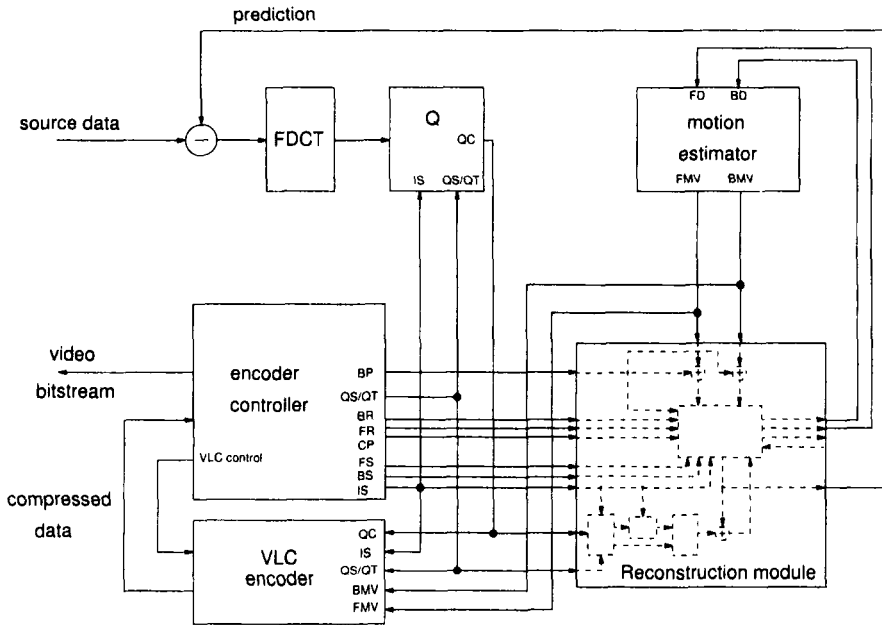 prediction
source data
FDCT
Q
QC
IS QS/QT
FD BD
motion
estimator
FMV BMV
video
bitstream
encoder
controller
BP
QS/QT
BR
FR
CP
FS
BS
IS
VLC control
compressed
data
VLC
encoder
QC
IS
QS/QT
BMV
FMV
Reconstruction module